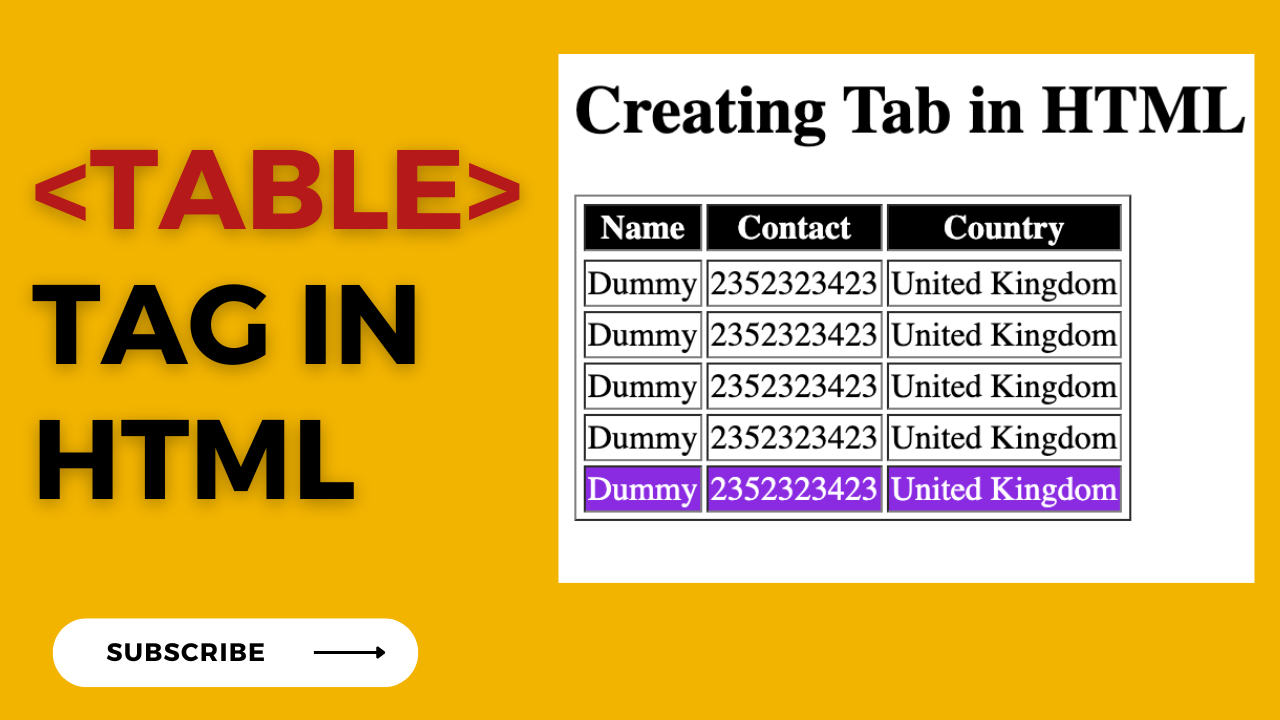 <TABLE>
TAG IN
HTML
SUBSCRIBE
Creating Tab in HTML
Name Contact Country
Dummy 2352323423 United Kingdom
Dummy 2352323423 United Kingdom
Dummy 2352323423 United Kingdom
Dummy 2352323423 United Kingdom
Dummy 2352323423 United Kingdom